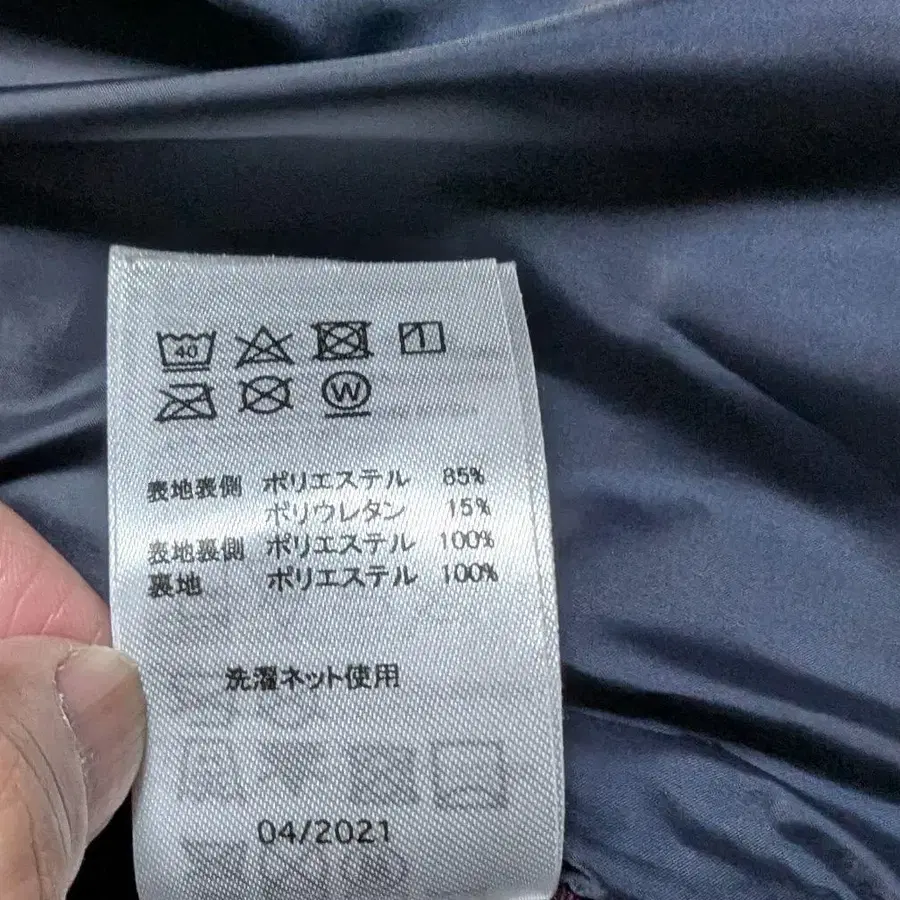 40
W
表地表側 ポリエステル 85%
ポリウレタン 15%
表地裏側 ポリエステル 100%
裏地 ポリエステル 100%
洗濯ネット使用
04/2021